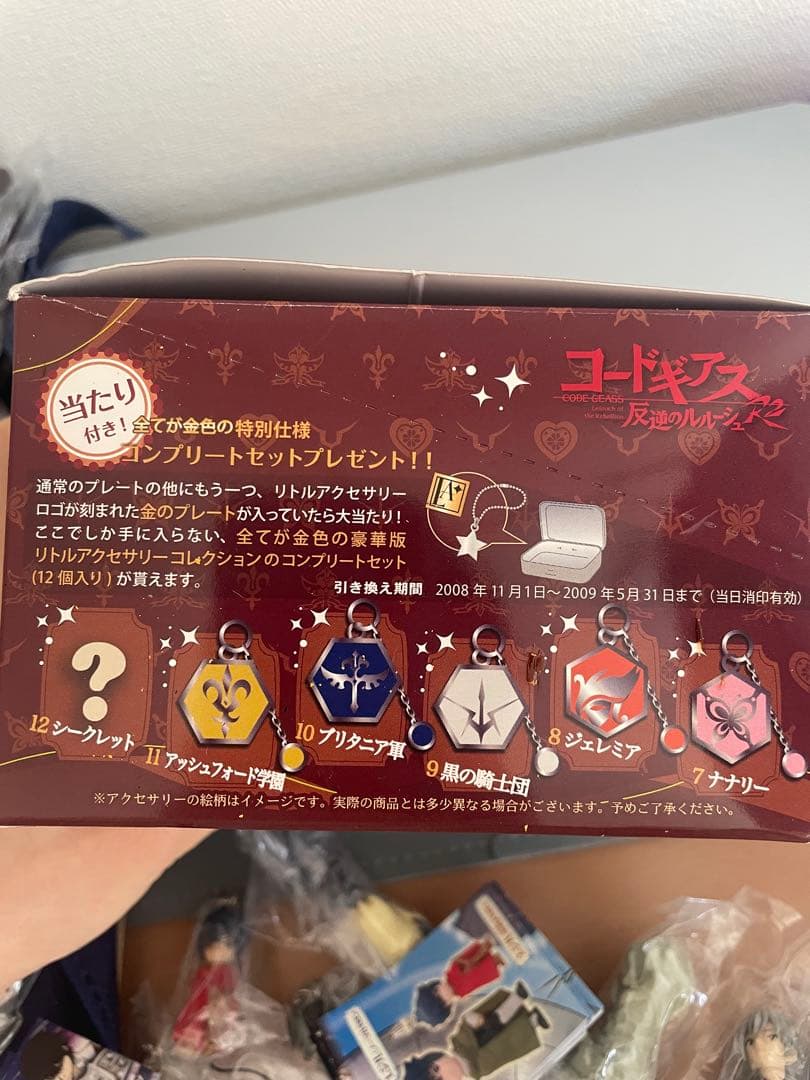 コードギアス
CODE GEASS
Lelouch of
the Rebellion
反逆のルルーシュ R2
当たり
付き!
全てが金色の特別仕様
コンプリートセットプレゼント!!
通常のプレートの他にもう一つ、リトルアクセサリー
ロゴが刻まれた金のプレートが入っていたら大当たり!
ここでしか手に入らない、全てが金色の豪華版
リトルアクセサリーコレクションのコンプリートセット
(12個入り)が貰えます。
引き換え期間 2008年11月1日〜2009年5月31日まで(当日消印有効)
12 シークレット
11 アッシュフォード学園
10 ブリタニア軍
9 黒の騎士団
8 ジェレミア
7 ナナリー
※アクセサリーの絵柄はイメージです。実際の商品とは多少異なる場合がございます。予めご了承ください。